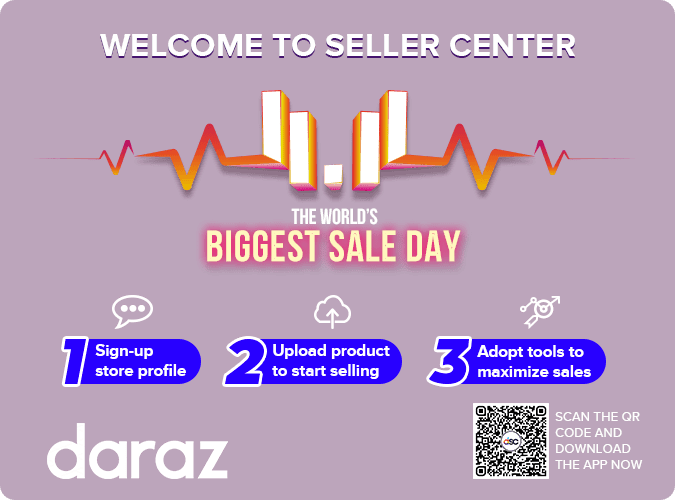 WELCOME TO SELLER CENTER
11.11
THE WORLD'S
BIGGEST SALE DAY
1 Sign-up
store profile
2 Upload product
to start selling
3 Adopt tools to
maximize sales
daraz
dsc
SCAN THE QR
CODE AND
DOWNLOAD
THE APP NOW